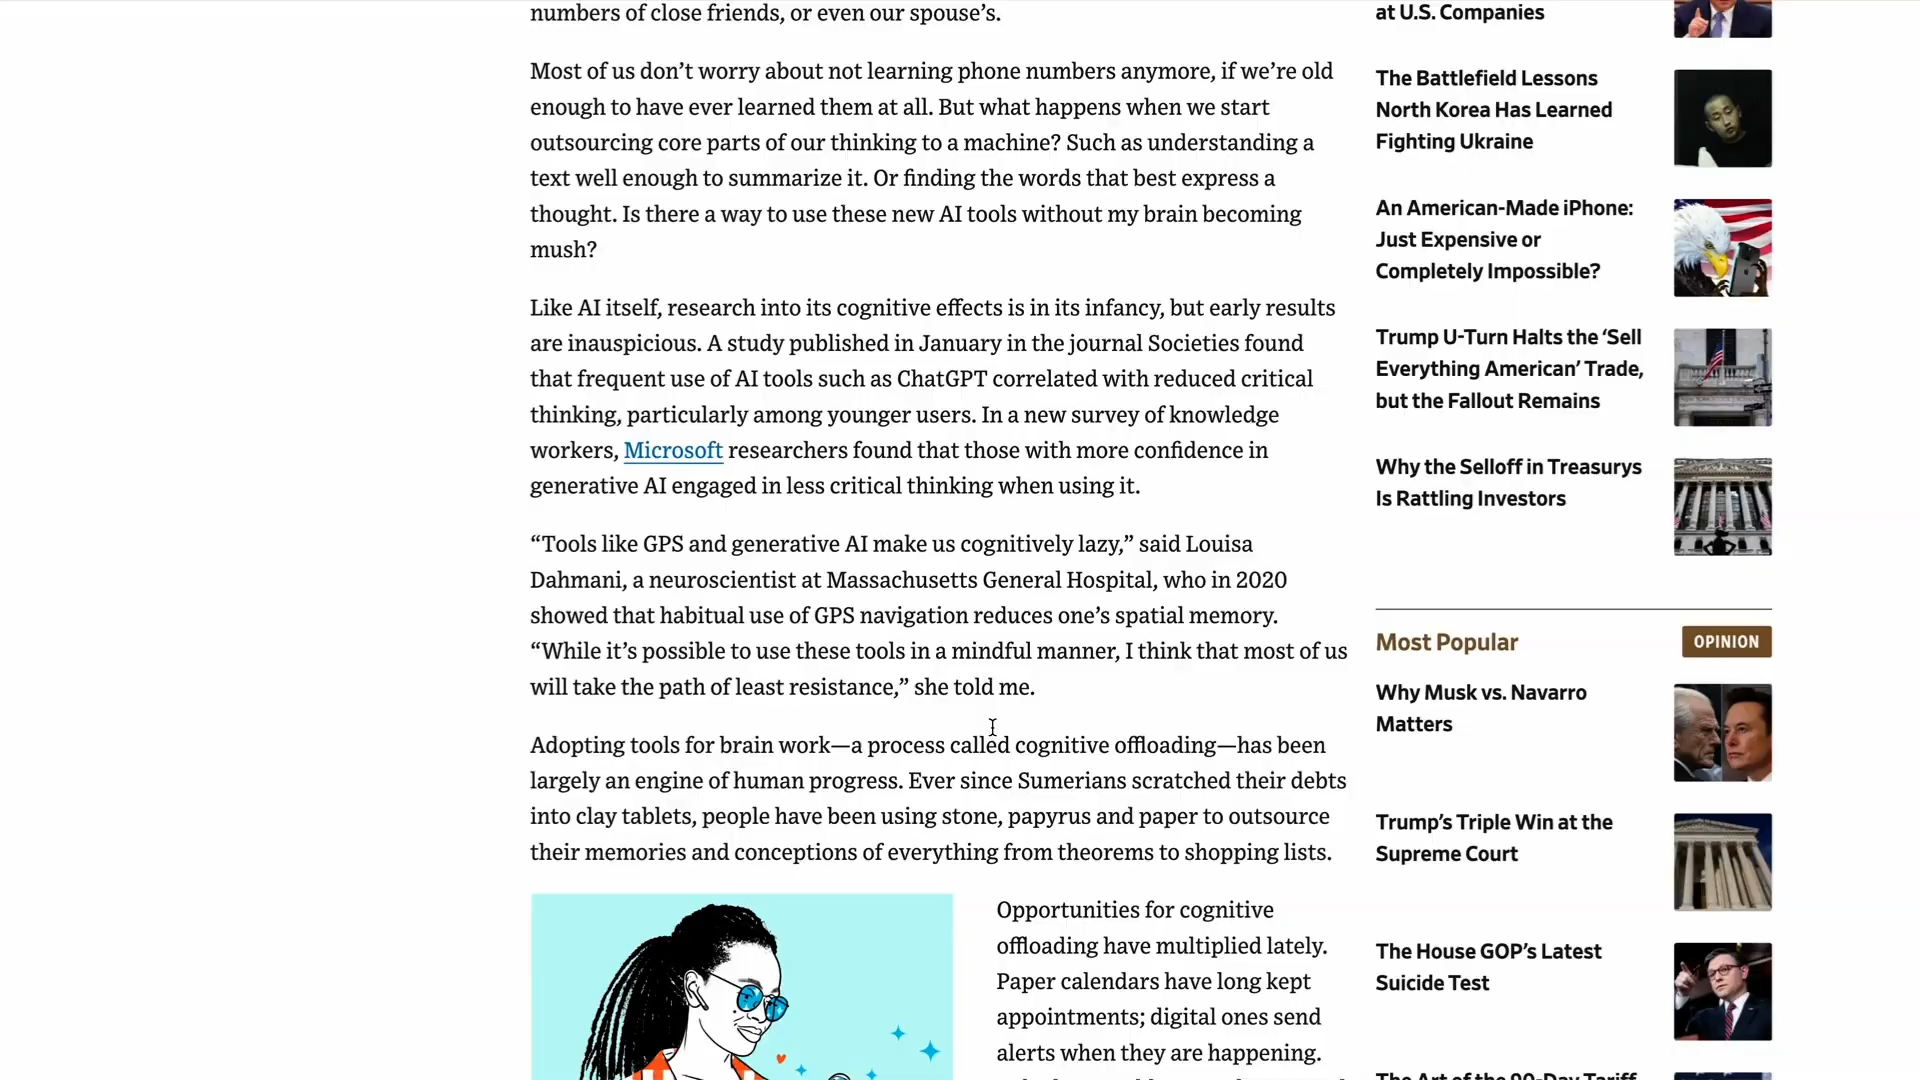 numbers of close friends, or even our spouse’s.
Most of us don’t worry about not learning phone numbers anymore, if we’re old
enough to have ever learned them at all. But what happens when we start
outsourcing core parts of our thinking to a machine? Such as understanding a
text well enough to summarize it. Or finding the words that best express a
thought. Is there a way to use these new AI tools without my brain becoming
mush?
Like AI itself, research into its cognitive effects is in its infancy, but early results
are inauspicious. A study published in January in the journal Societies found
that frequent use of AI tools such as ChatGPT correlated with reduced critical
thinking, particularly among younger users. In a new survey of knowledge
workers, Microsoft researchers found that those with more confidence in
generative AI engaged in less critical thinking when using it.
“Tools like GPS and generative AI make us cognitively lazy,” said Louisa
Dahmani, a neuroscientist at Massachusetts General Hospital, who in 2020
showed that habitual use of GPS navigation reduces one’s spatial memory.
“While it’s possible to use these tools in a mindful manner, I think that most of us
will take the path of least resistance,” she told me.
Adopting tools for brain work—a process called cognitive offloading—has been
largely an engine of human progress. Ever since Sumerians scratched their debts
into clay tablets, people have been using stone, papyrus and paper to outsource
their memories and conceptions of everything from theorems to shopping lists.
Opportunities for cognitive
offloading have multiplied lately.
Paper calendars have long kept
appointments; digital ones send
alerts when they are happening.
at U.S. Companies
The Battlefield Lessons
North Korea Has Learned
Fighting Ukraine
An American-Made iPhone:
Just Expensive or
Completely Impossible?
Trump U-Turn Halts the ‘Sell
Everything American’ Trade,
but the Fallout Remains
Why the Selloff in Treasurys
Is Rattling Investors
Most Popular
OPINION
Why Musk vs. Navarro
Matters
Trump’s Triple Win at the
Supreme Court
The House GOP’s Latest
Suicide Test
The Art of the 90-Day Tariff